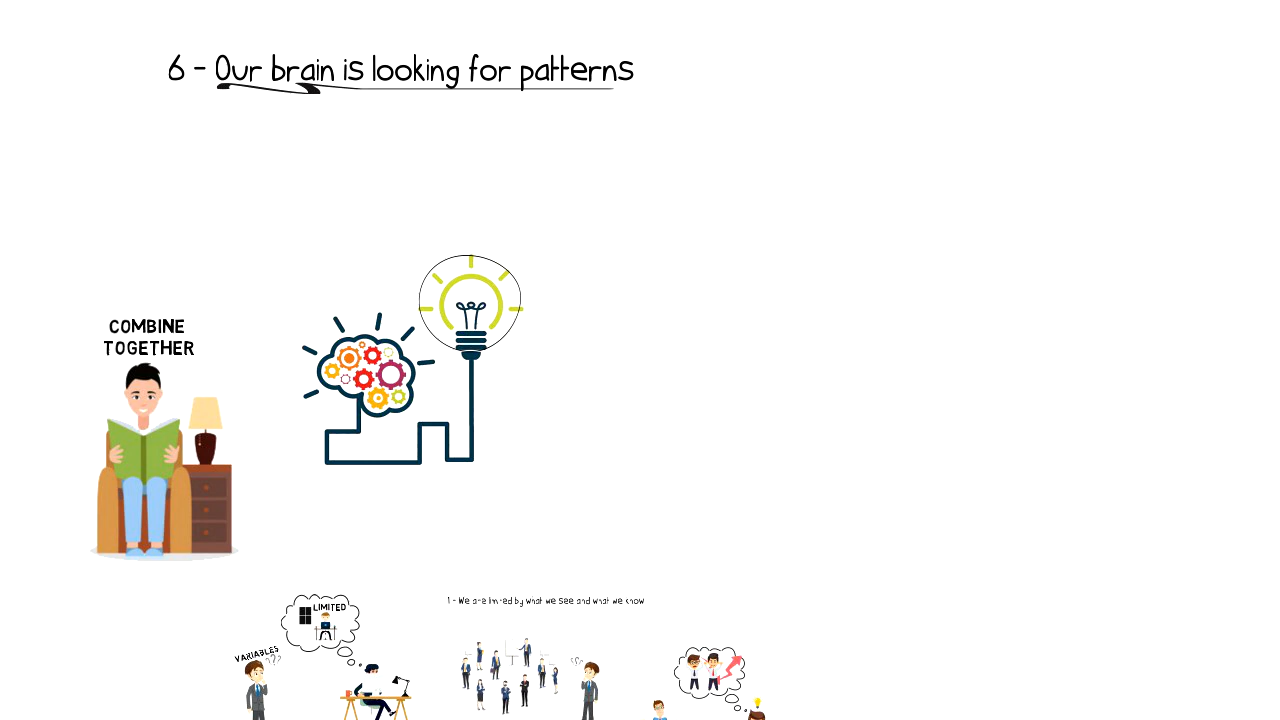 6 - Our brain is looking for patterns
COMBINE
TOGETHER
LIMITED
1 - We are limited by what we see and what we know
VARIABLES